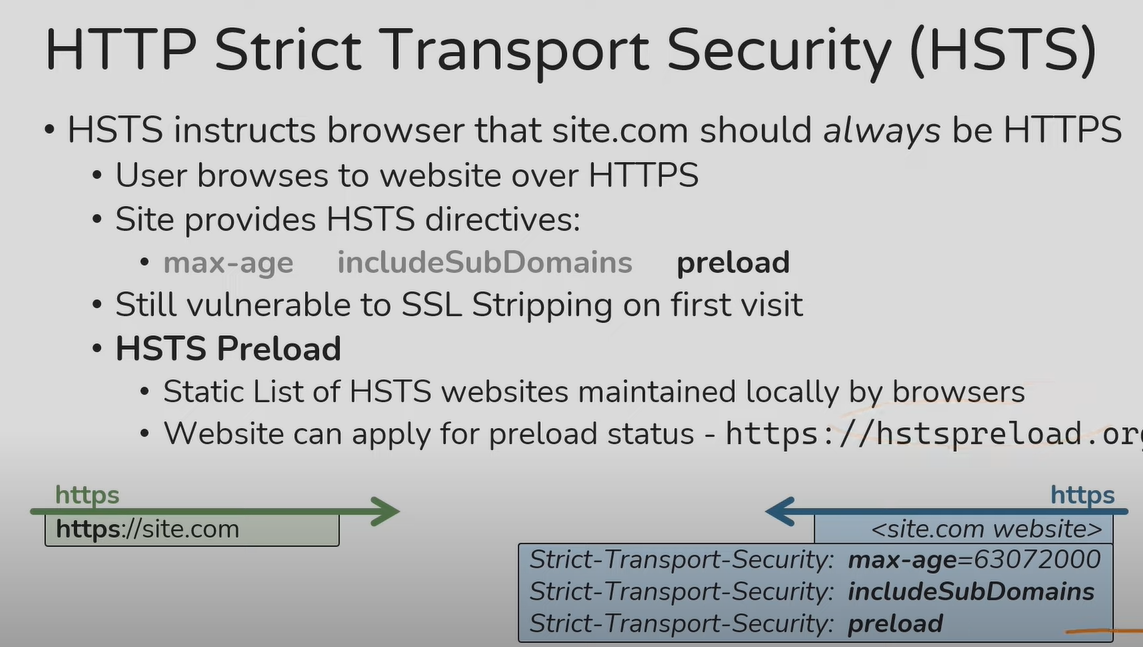 HTTP Strict Transport Security (HSTS)
• HSTS instructs browser that site.com should always be HTTPS
• User browses to website over HTTPS
• Site provides HSTS directives:
• max-age includeSubDomains preload
• Still vulnerable to SSL Stripping on first visit
• HSTS Preload
• Static List of HSTS websites maintained locally by browsers
• Website can apply for preload status - https://hstspreload.org
https
https://site.com
https
<site.com website>
Strict-Transport-Security: max-age=63072000
Strict-Transport-Security: includeSubDomains
Strict-Transport-Security: preload